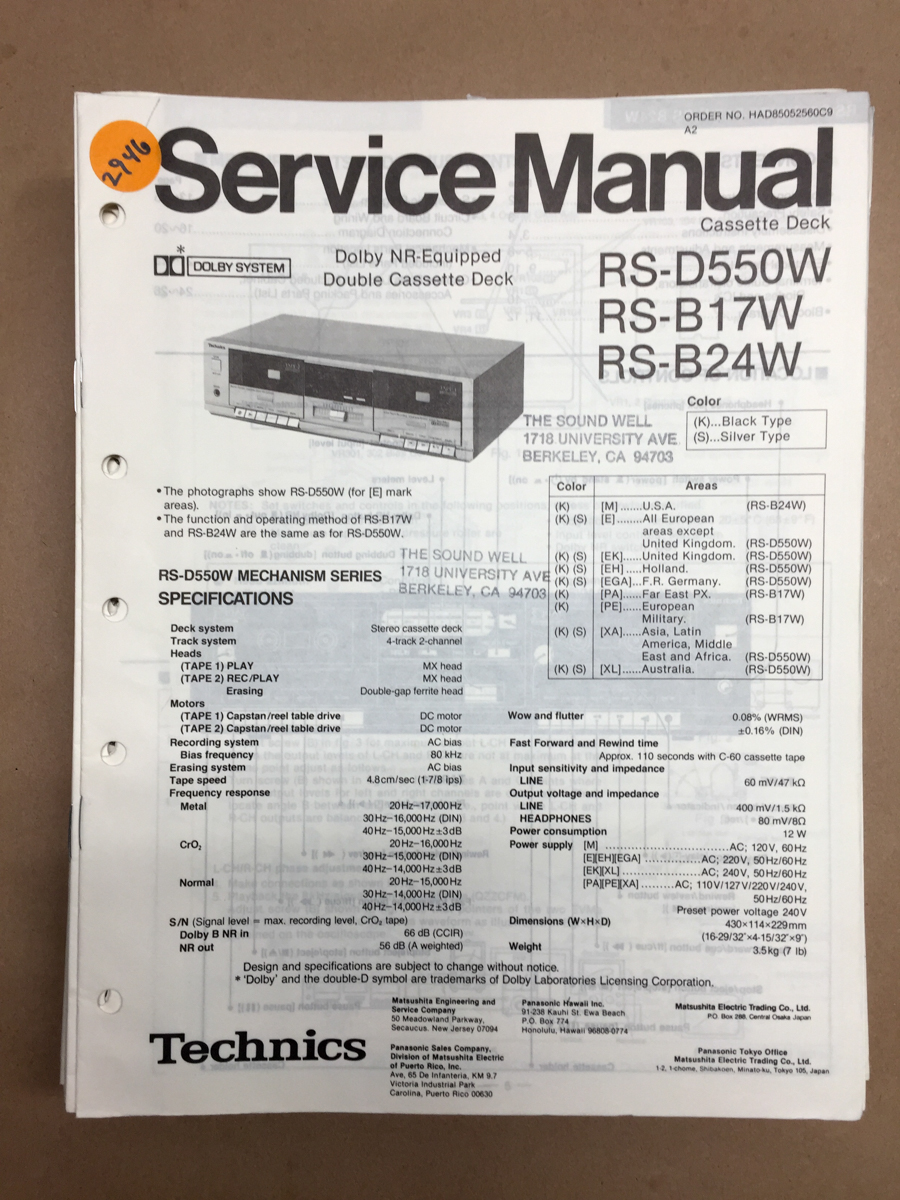 ORDER NO. HAD85052560C9
A2
2946
Service Manual
Cassette Deck
*
DOLBY SYSTEM
Dolby NR-Equipped
Double Cassette Deck
RS-D550W
RS-B17W
RS-B24W
Technics
Color
(K)...Black Type
(S)...Silver Type
THE SOUND WELL
1718 UNIVERSITY AVE
BERKELEY, CA 94703
• The photographs show RS-D550W (for [E] mark
areas).
• The function and operating method of RS-B17W
and RS-B24W are the same as for RS-D550W.
THE SOUND WELL
1718 UNIVERSITY AVE
BERKELEY, CA 94703
Color Areas
(K) [M] .......U.S.A. (RS-B24W)
(K) (S) [E].......All European
areas except
United Kingdom. (RS-D550W)
(K) (S) [EK]......United Kingdom. (RS-D550W)
(K) (S) [EH] .....Holland. (RS-D550W)
(K) (S) [EGA]...F.R. Germany. (RS-D550W)
(K) [PA]......Far East PX. (RS-B17W)
(K) [PE]......European
Military. (RS-B17W)
(K) (S) [XA]......Asia, Latin
America, Middle
East and Africa. (RS-D550W)
(K) (S) [XL]......Australia. (RS-D550W)
RS-D550W MECHANISM SERIES
SPECIFICATIONS
Deck system Stereo cassette deck
Track system 4-track 2-channel
Heads
(TAPE 1) PLAY MX head
(TAPE 2) REC/PLAY MX head
Erasing Double-gap ferrite head
Motors
(TAPE 1) Capstan/reel table drive DC motor
(TAPE 2) Capstan/reel table drive DC motor
Recording system AC bias
Bias frequency 80 kHz
Erasing system AC bias
Tape speed 4.8cm/sec (1-7/8 ips)
Frequency response
Metal 20Hz–17,000Hz
30Hz–16,000Hz (DIN)
40Hz–15,000Hz±3dB
CrO₂ 20Hz–16,000Hz
30Hz–15,000Hz (DIN)
40Hz–14,000Hz±3dB
Normal 20Hz–15,000Hz
30Hz–14,000Hz (DIN)
40Hz–14,000Hz±3dB
S/N (Signal level = max. recording level, CrO₂ tape)
Dolby B NR in 66 dB (CCIR)
NR out 56 dB (A weighted)
Wow and flutter 0.08% (WRMS)
±0.16% (DIN)
Fast Forward and Rewind time
Approx. 110 seconds with C-60 cassette tape
Input sensitivity and impedance
LINE 60 mV/47 kΩ
Output voltage and impedance
LINE 400 mV/1.5 kΩ
HEADPHONES 80 mV/8Ω
Power consumption 12 W
Power supply [M] ..............................AC; 120V, 60Hz
[E][EH][EGA] ...............AC; 220V, 50Hz/60Hz
[EK][XL] .....................AC; 240V, 50Hz/60Hz
[PA][PE][XA] .........AC; 110V/127V/220V/240V,
50Hz/60Hz
Preset power voltage 240V
Dimensions (W×H×D) 430×114×229mm
(16-29/32"×4-15/32"×9")
Weight 3.5kg (7 lb)
Design and specifications are subject to change without notice.
* 'Dolby' and the double-D symbol are trademarks of Dolby Laboratories Licensing Corporation.
Technics
Matsushita Engineering and
Service Company
50 Meadowland Parkway,
Secaucus. New Jersey 07094
Panasonic Sales Company,
Division of Matsushita Electric
of Puerto Rico, Inc.
Ave, 65 De Infanteria, KM 9.7
Victoria Industrial Park
Carolina, Puerto Rico 00630
Panasonic Hawaii Inc.
91-238 Kauhi St. Ewa Beach
P.O. Box 774
Honolulu, Hawaii 96808-0774
Matsushita Electric Trading Co., Ltd.
P.O. Box 288, Central Osaka Japan
Panasonic Tokyo Office
Matsushita Electric Trading Co., Ltd.
1-2, 1-chome, Shibakoen, Minato-ku, Tokyo 105, Japan